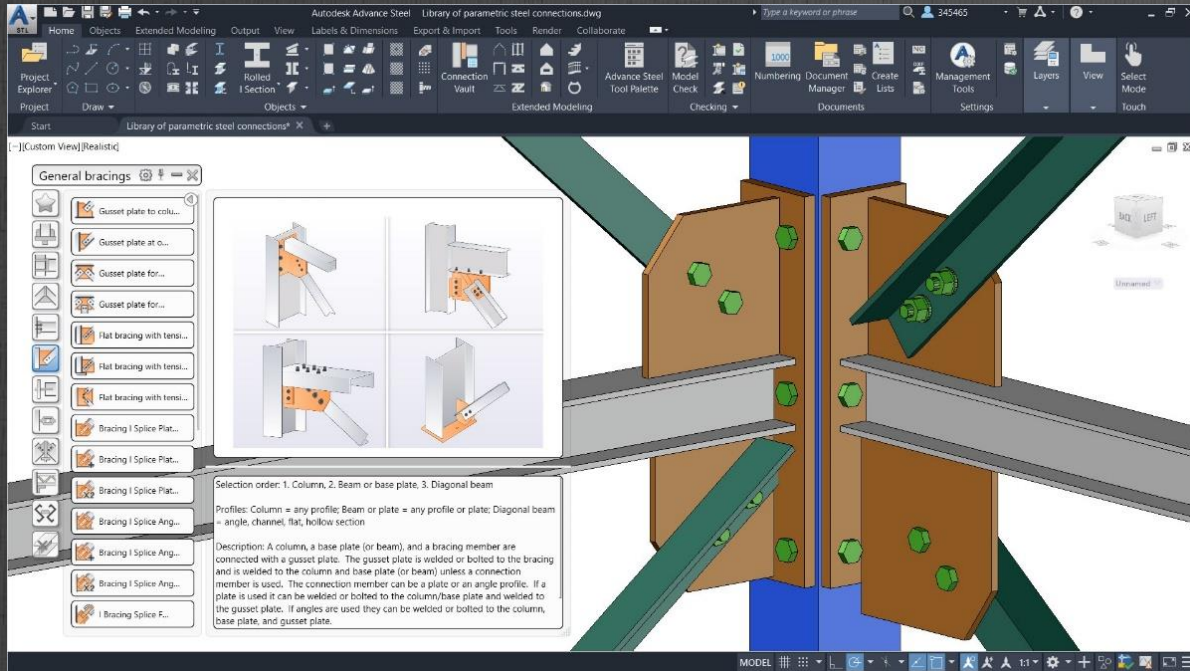 Autodesk Advance Steel Library of parametric steel connections.dwg
Type a keyword or phrase
345465
STL
Home Objects Extended Modeling Output View Labels & Dimensions Export & Import Tools Render Collaborate
Project Explorer
Rolled I Section
Connection Vault
Advance Steel Tool Palette
Model Check
1000
Numbering
Document Manager
Create Lists
Management Tools
Layers
View
Select Mode
Project Draw Objects Extended Modeling Checking Documents Settings Touch
Start Library of parametric steel connections* +
[−][Custom View][Realistic]
General bracings
Gusset plate to colu...
Gusset plate at o...
Gusset plate for...
Gusset plate for...
Flat bracing with tensi...
Flat bracing with tensi...
Flat bracing with tensi...
Bracing I Splice Plat...
Bracing I Splice Plat...
Bracing I Splice Plat...
Bracing I Splice Ang...
Bracing I Splice Ang...
Bracing I Splice Ang...
I Bracing Splice F...
Selection order: 1. Column, 2. Beam or base plate, 3. Diagonal beam
Profiles: Column = any profile; Beam or plate = any profile or plate; Diagonal beam
= angle, channel, flat, hollow section
Description: A column, a base plate (or beam), and a bracing member are
connected with a gusset plate. The gusset plate is welded or bolted to the bracing
and is welded to the column and base plate (or beam) unless a connection
member is used. The connection member can be a plate or an angle profile. If a
plate is used it can be welded or bolted to the column/base plate and welded to
the gusset plate. If angles are used they can be welded or bolted to the column,
base plate, and gusset plate.
BACK LEFT
Unnamed
MODEL
1:1